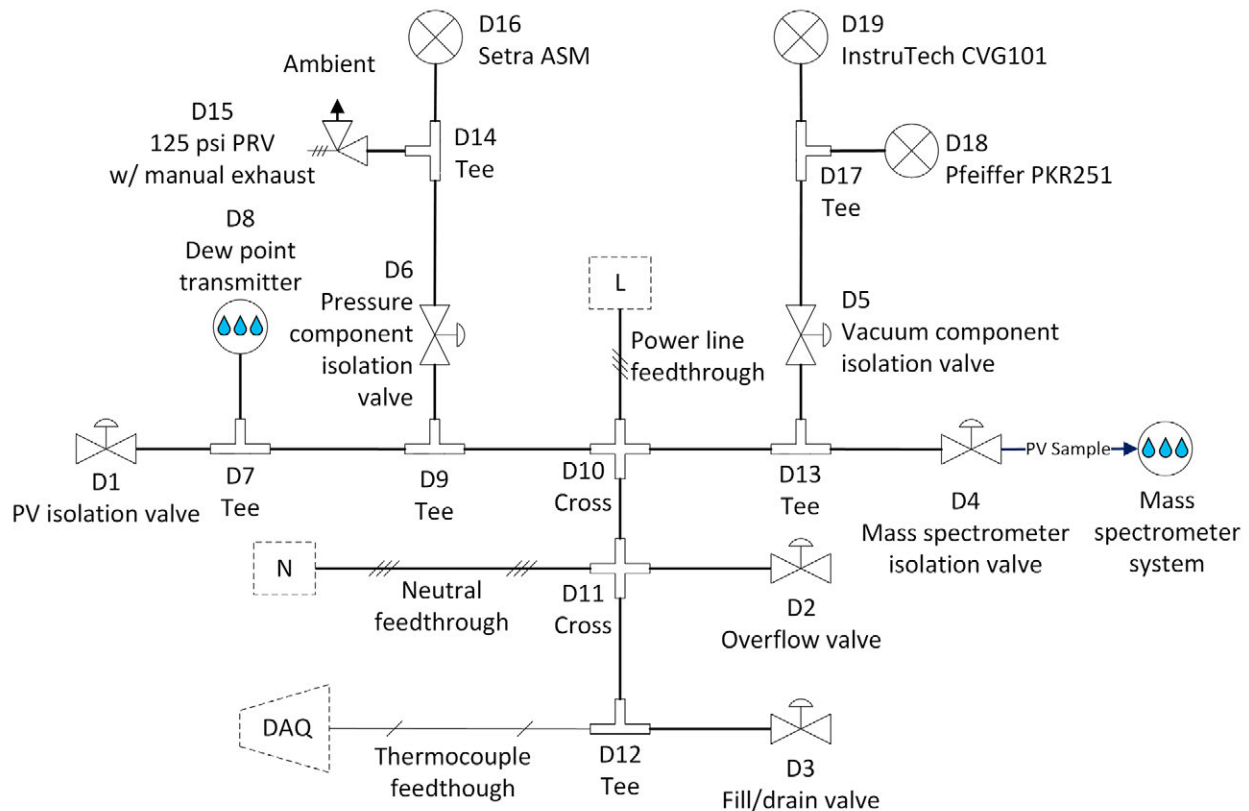 D16
Setra ASM
D19
InstruTech CVG101
Ambient
D15
125 psi PRV
w/ manual exhaust
D14
Tee
D18
Pfeiffer PKR251
D17
Tee
D8
Dew point
transmitter
D6
Pressure
component
isolation
valve
L
Power line
feedthrough
D5
Vacuum component
isolation valve
D1
PV isolation valve
D7
Tee
D9
Tee
D10
Cross
D13
Tee
D4
Mass spectrometer
isolation valve
PV Sample
Mass
spectrometer
system
N
Neutral
feedthrough
D11
Cross
D2
Overflow valve
DAQ
Thermocouple
feedthough
D12
Tee
D3
Fill/drain valve